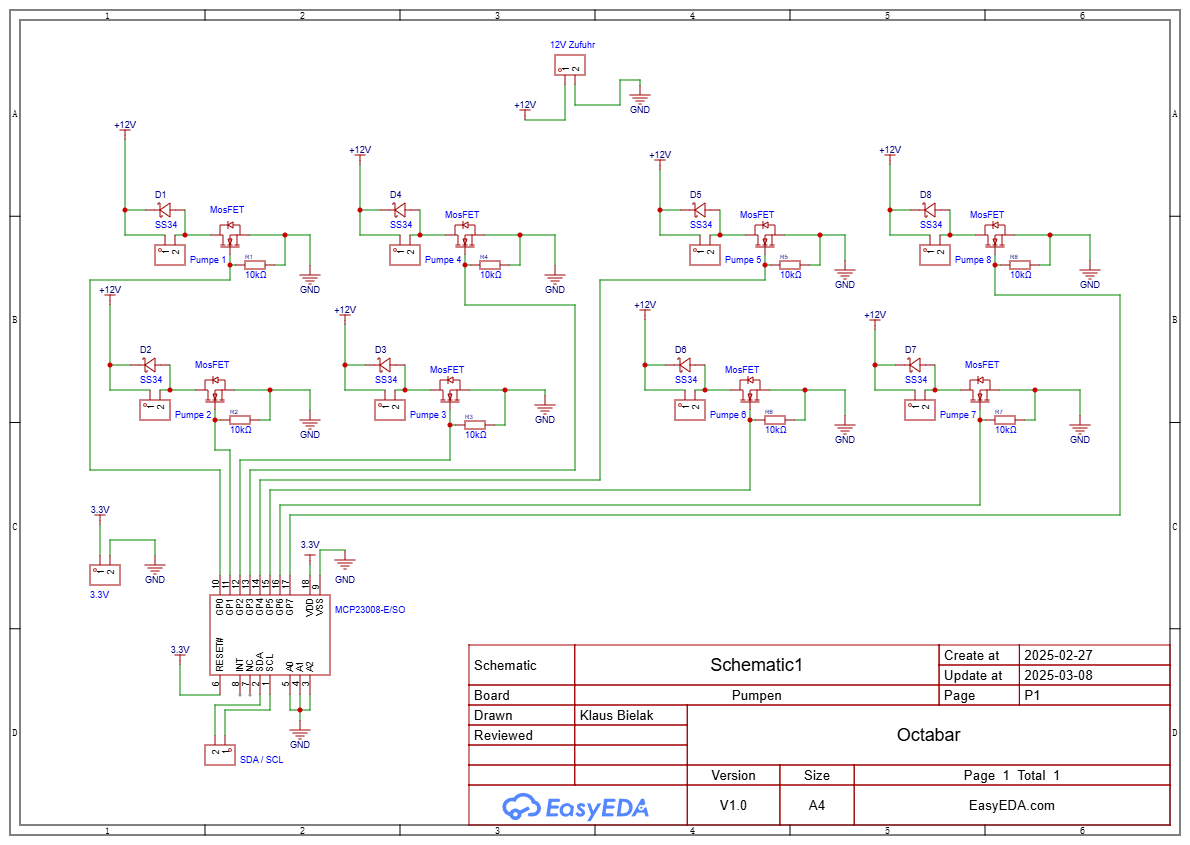 1 2 3 4 5 6
12V Zufuhr
1 2
+12V
GND
A A
+12V
+12V
+12V
+12V
D1
D4
D5
D8
SS34
SS34
SS34
SS34
MosFET
MosFET
MosFET
MosFET
1 2
1 2
1 2
1 2
Pumpe 1
Pumpe 4
Pumpe 5
Pumpe 8
R1
R4
R5
R8
10kΩ
10kΩ
10kΩ
10kΩ
GND
GND
GND
GND
+12V
+12V
+12V
+12V
B B
D2
D3
D6
D7
SS34
SS34
SS34
SS34
MosFET
MosFET
MosFET
MosFET
1 2
1 2
1 2
1 2
Pumpe 2
Pumpe 3
Pumpe 6
Pumpe 7
R2
R3
R6
R7
10kΩ
10kΩ
10kΩ
10kΩ
GND
GND
GND
GND
3.3V
1 2
GND
3.3V
C C
3.3V
GND
10 11 12 13 14 15 16 17 18 9
GP0 GP1 GP2 GP3 GP4 GP5 GP6 GP7 VDD VSS
MCP23008-E/SO
RESET# INT NC SDA SCL A0 A1 A2
6 8 7 2 1 5 4 3
3.3V
GND
2 1
SDA / SCL
D D
Schematic
Schematic1
Create at
2025-02-27
Update at
2025-03-08
Board
Pumpen
Page
P1
Drawn
Klaus Bielak
Reviewed
Octabar
Version
Size
Page 1 Total 1
EasyEDA
V1.0
A4
EasyEDA.com
1 2 3 4 5 6